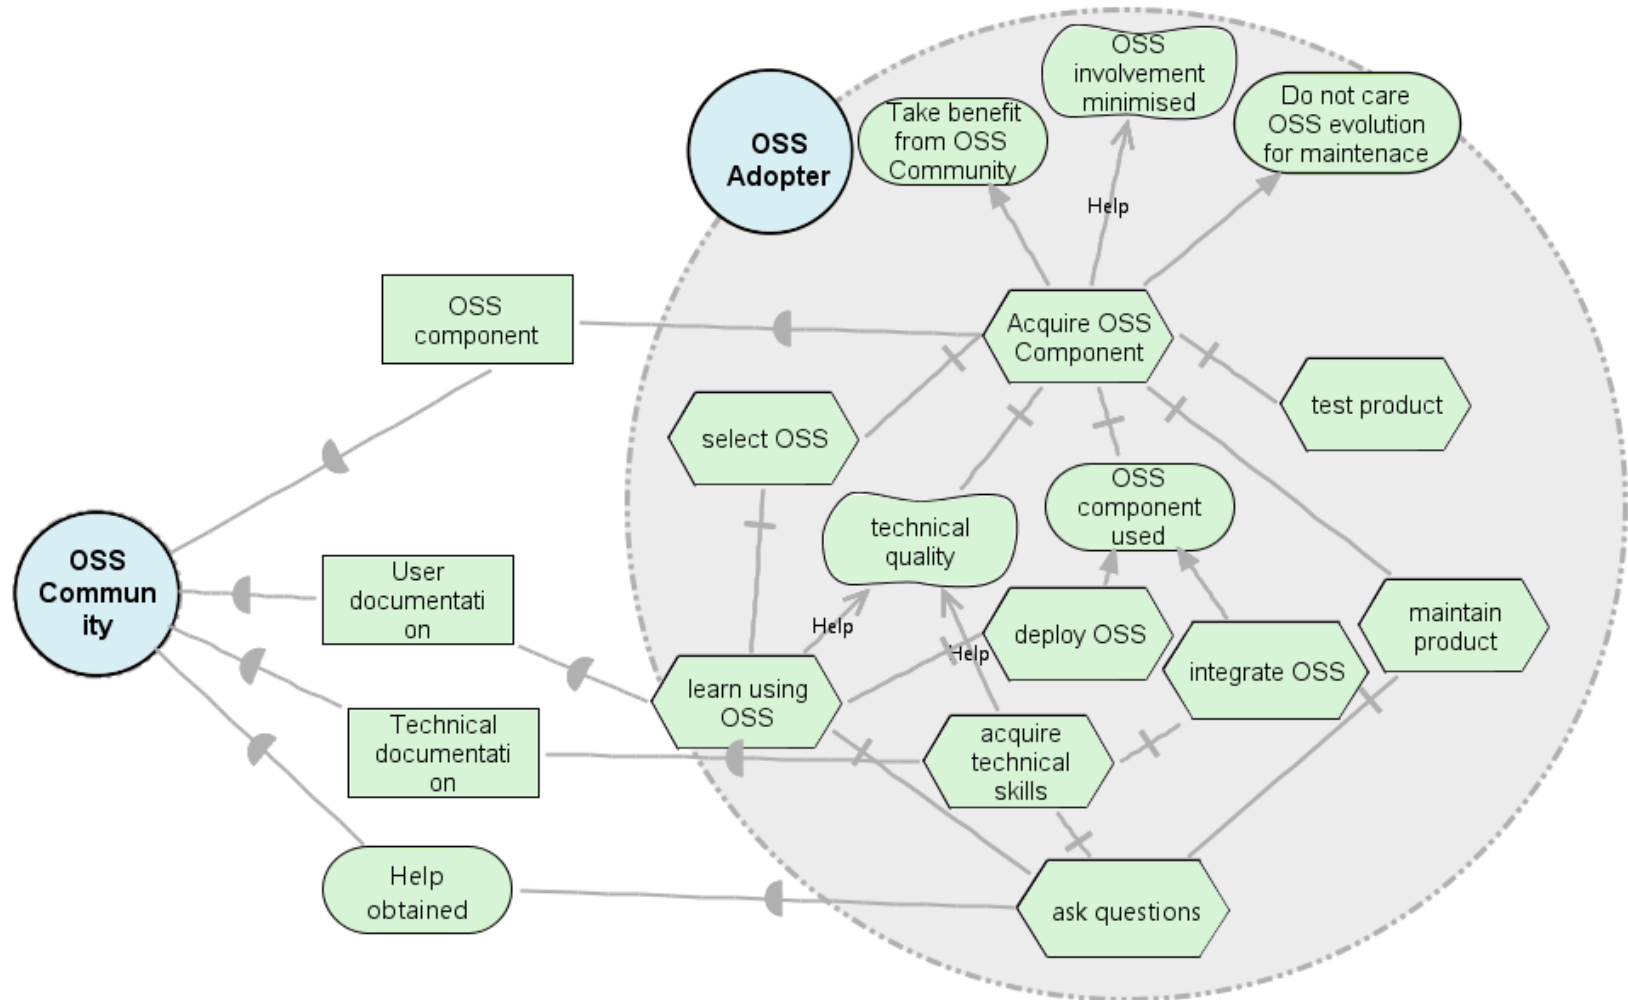 OSS
involvement
minimised
Do not care
OSS evolution
for maintenace
Take benefit
from OSS
Community
OSS
Adopter
Help
OSS
component
Acquire OSS
Component
test product
select OSS
OSS
component
used
technical
quality
OSS
Commun
ity
User
documentati
on
Help
deploy OSS
Help
integrate OSS
maintain
product
learn using
OSS
Technical
documentati
on
acquire
technical
skills
Help
obtained
ask questions